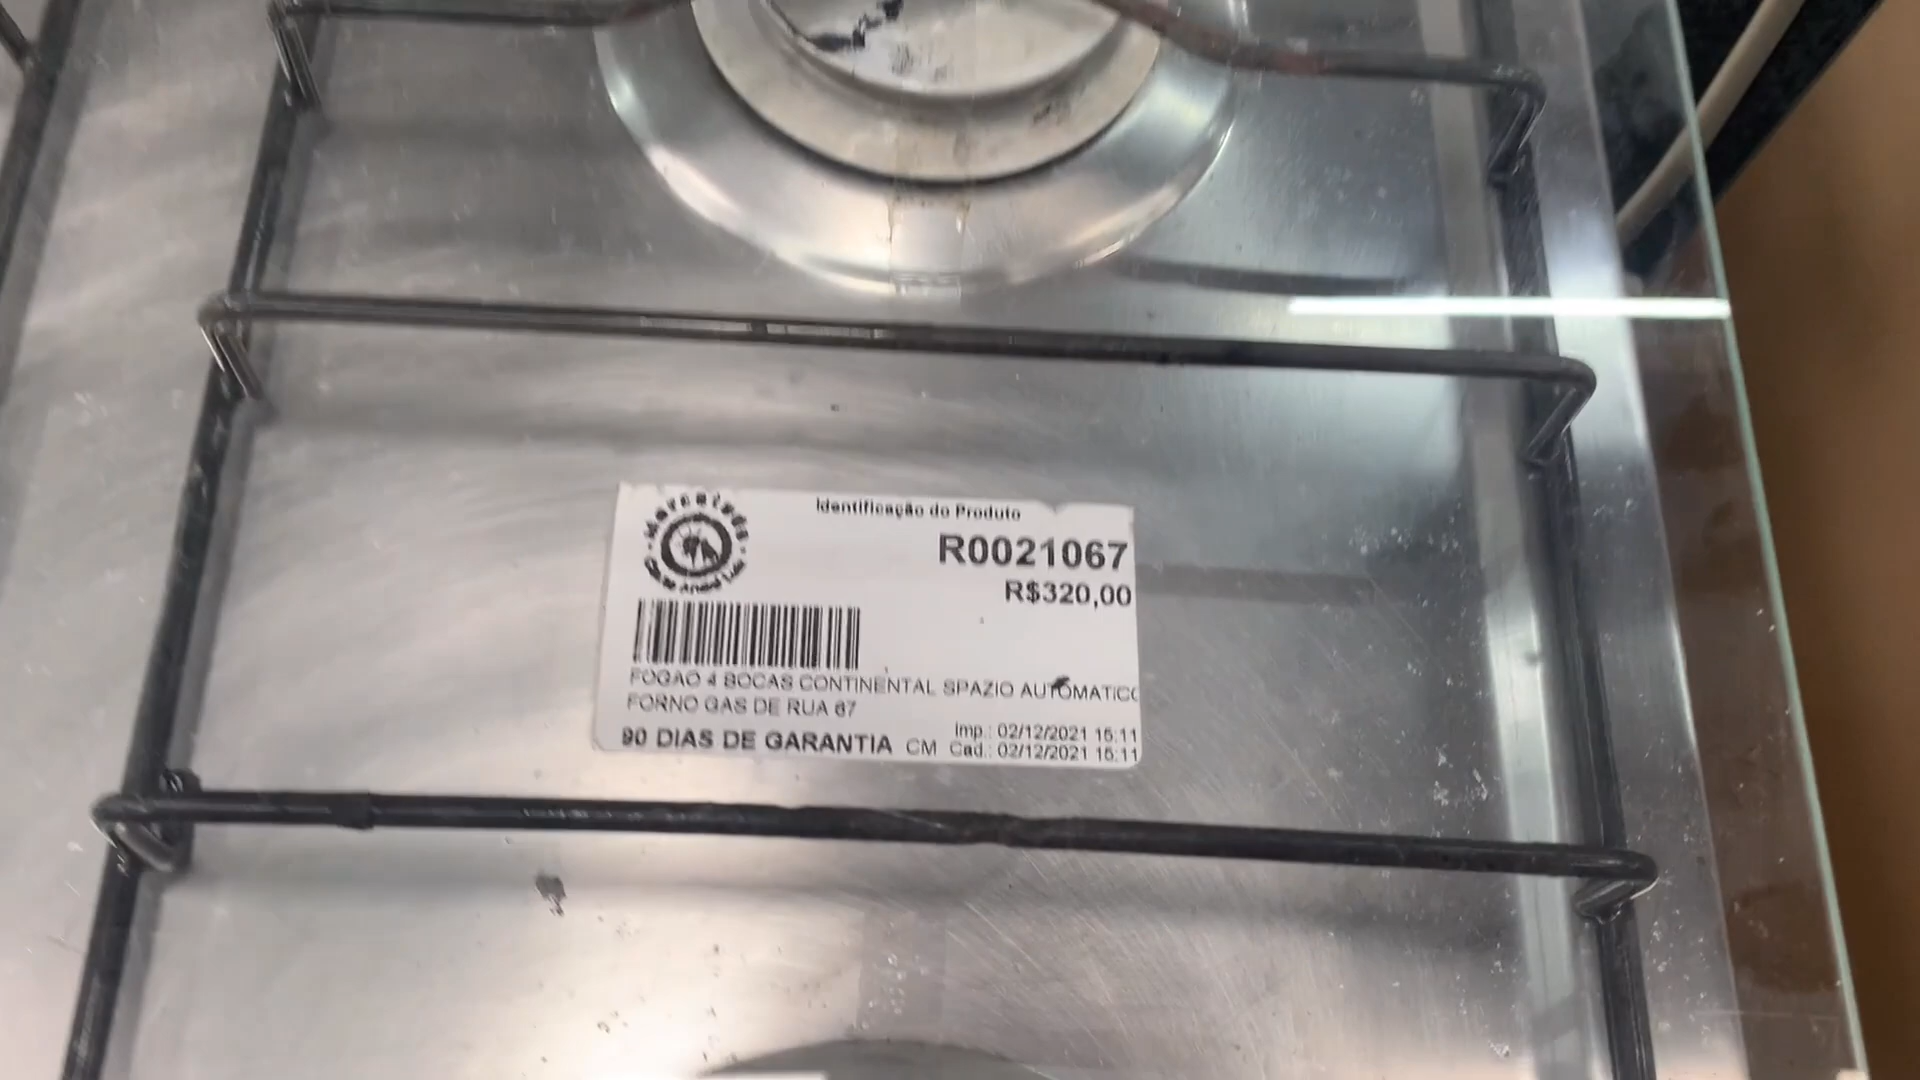 Identificação do Produto
R0021067
R$320,00
FOGAO 4 BOCAS CONTINENTAL SPAZIO AUTOMATICO
FORNO GAS DE RUA 67
Imp.: 02/12/2021 15:11
90 DIAS DE GARANTIA CM Cad.: 02/12/2021 15:11